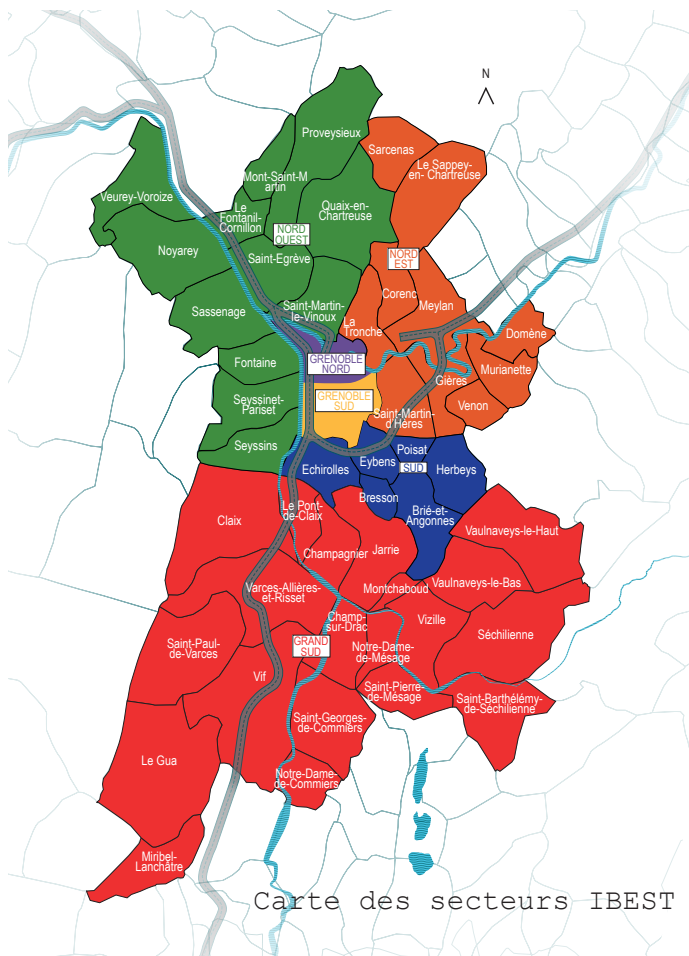 N
Proveysieux
Sarcenas
Le Sappey-
en- Chartreuse
Mont-Saint-M
artin
Veurey-Voroize
Quaix-en-
Chartreuse
Le
Fontanil-
Cornillon
NORD
OUEST
Noyarey
Saint-Egrève
NORD
EST
Corenc
Meylan
Sassenage
Saint-Martin-
le-Vinoux
La
Tronche
Domène
Fontaine
GRENOBLE
NORD
Murianette
Gières
Seyssinet-
Pariset
GRENOBLE
SUD
Venon
Saint-Martin-
d'Hères
Seyssins
Poisat
Eybens
Echirolles
SUD
Herbeys
Bresson
Le Pont-
de-Claix
Claix
Brié-et-
Angonnes
Vaulnaveys-le-Haut
Champagnier
Jarrie
Varces-Allières-
et-Risset
Montchaboud
Vaulnaveys-le-Bas
Champ-
sur-Drac
Vizille
Séchilienne
Saint-Paul-
de-Varces
GRAND
SUD
Notre-Dame-
de-Mésage
Vif
Saint-Pierre-
de-Mésage
Saint-Barthélémy-
de-Séchilienne
Saint-Georges-
de-Commiers
Le Gua
Notre-Dame-
de-Commiers
Miribel-
Lanchâtre
Carte des secteurs IBEST